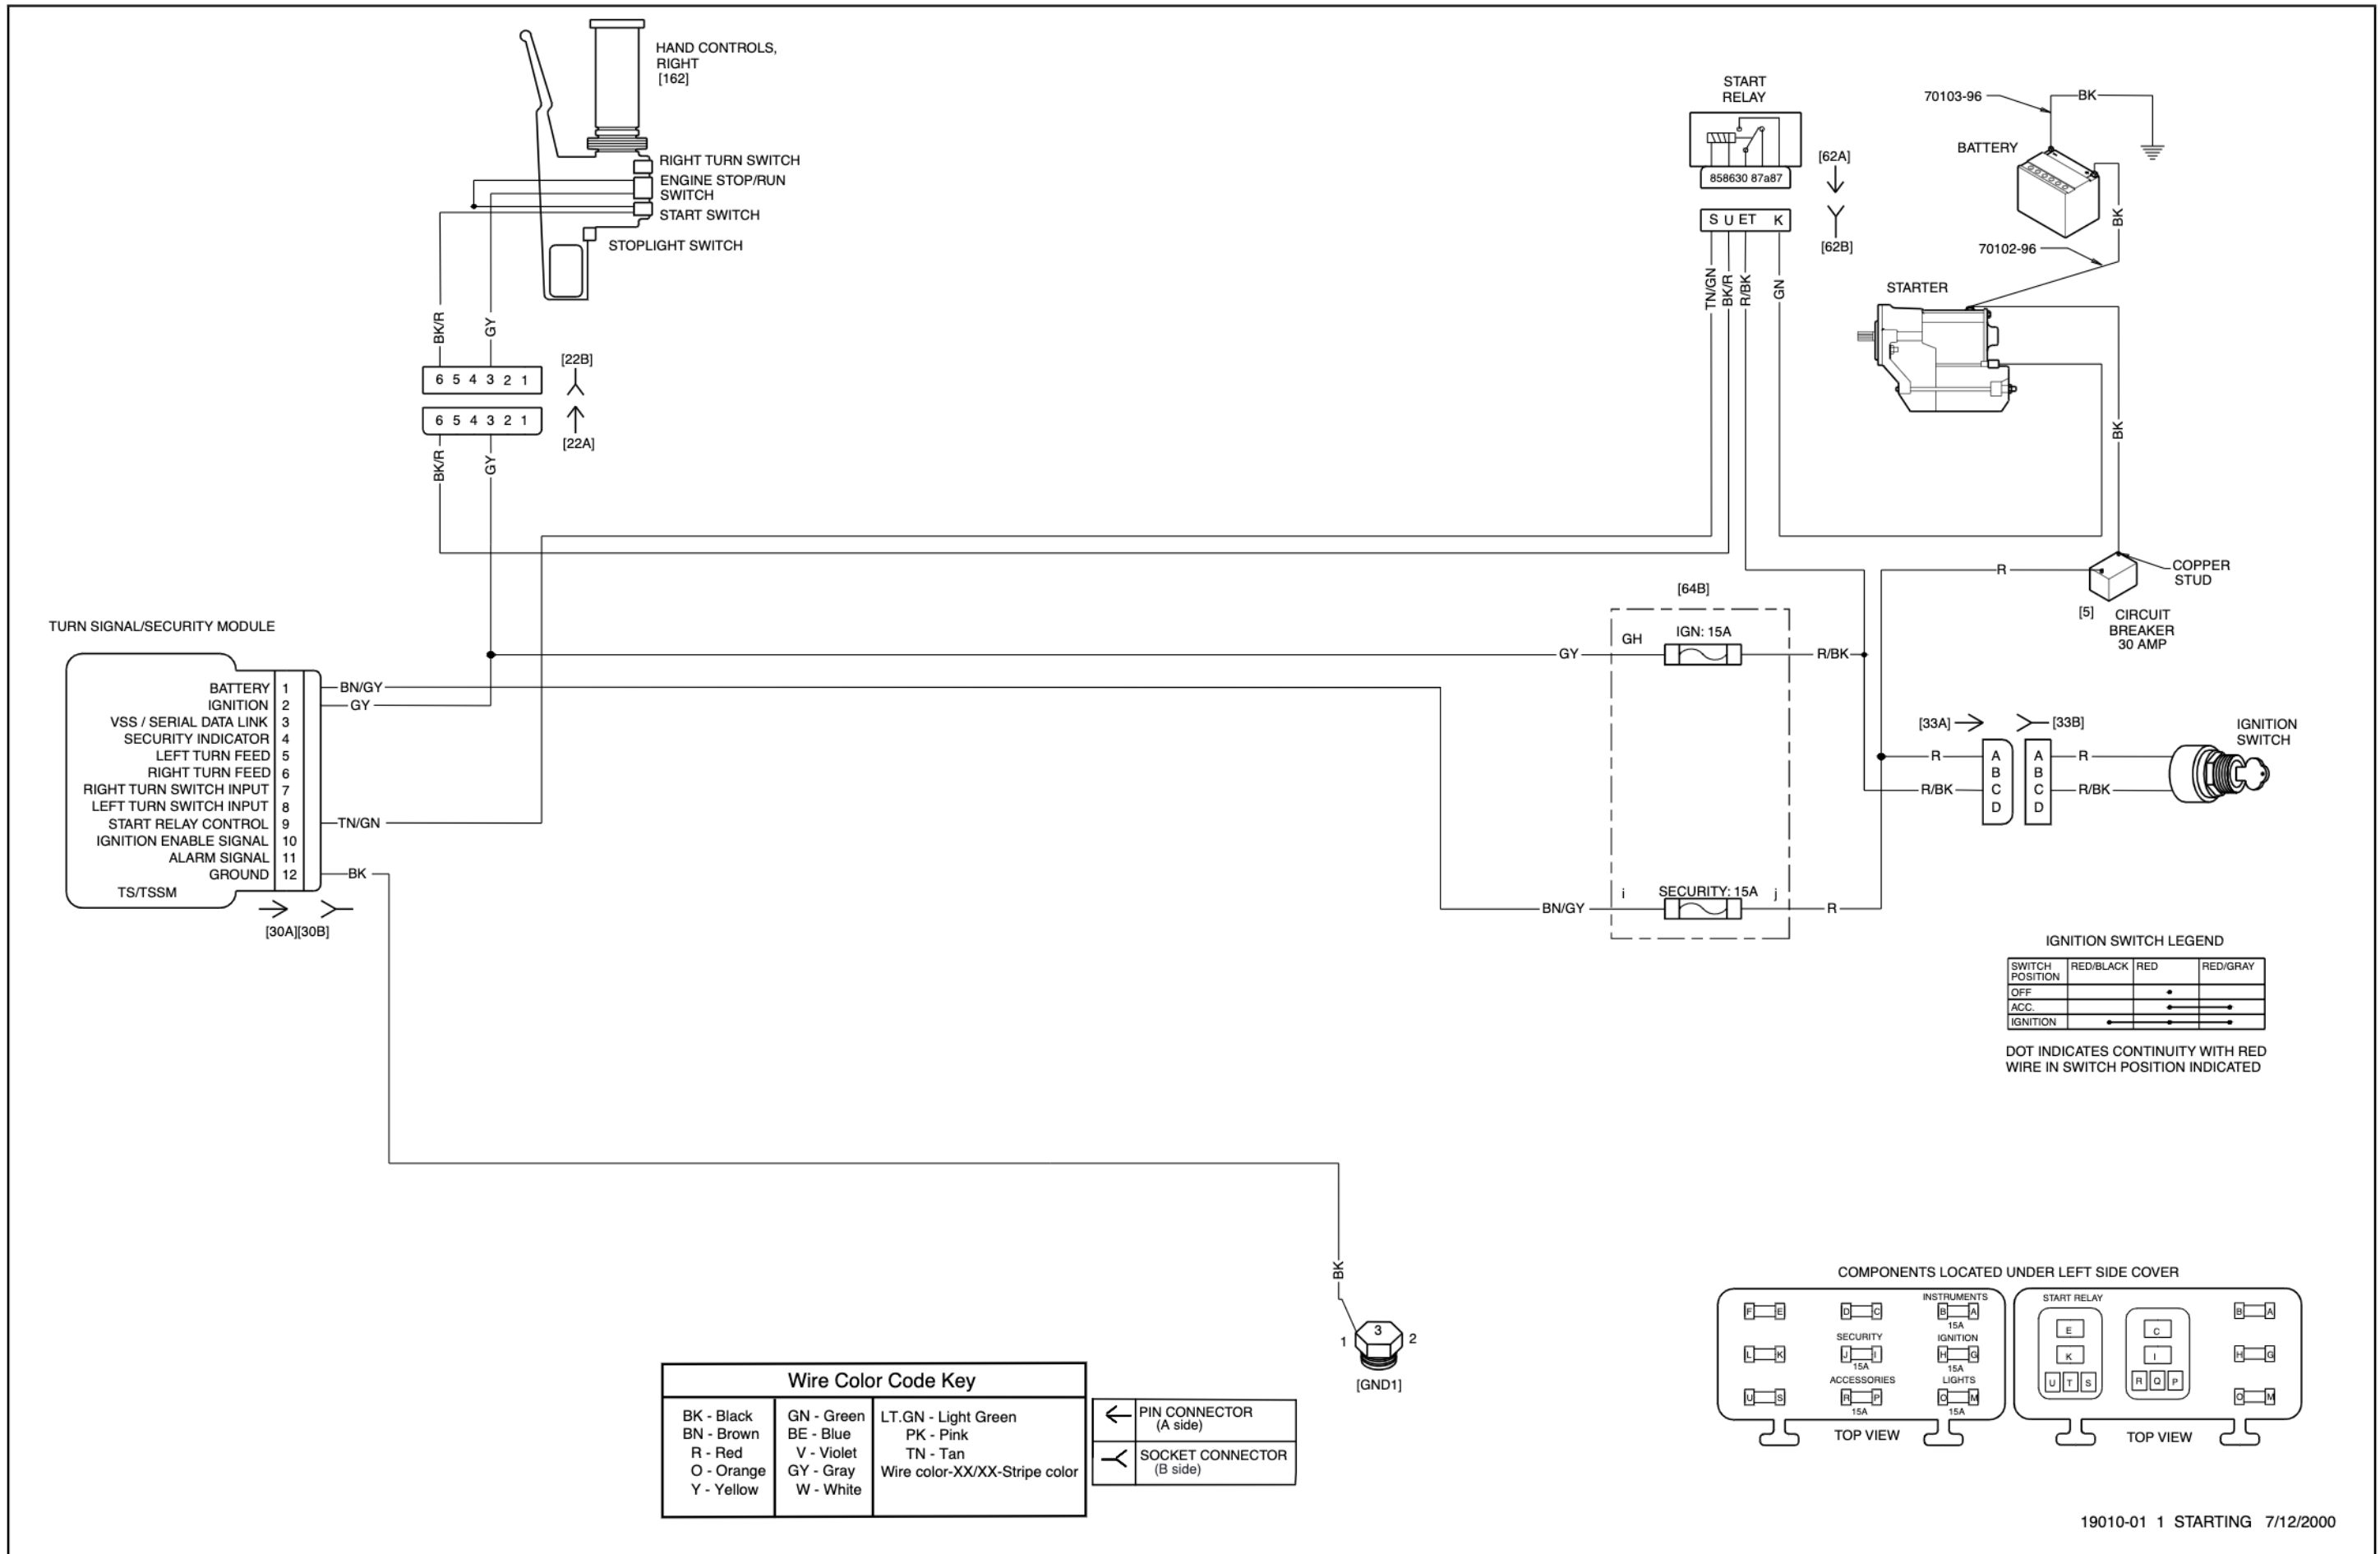 HAND CONTROLS,
RIGHT
[162]
RIGHT TURN SWITCH
ENGINE STOP/RUN
SWITCH
START SWITCH
STOPLIGHT SWITCH
BK/R
GY
[22B]
6 5 4 3 2 1
6 5 4 3 2 1
[22A]
BK/R
GY
START
RELAY
858630 87a87
[62A]
S U ET K
[62B]
TN/GN
BK/R
R/BK
GN
70103-96
BK
BATTERY
BK
70102-96
STARTER
BK
COPPER
STUD
R
[5]
CIRCUIT
BREAKER
30 AMP
[64B]
GH
IGN: 15A
GY
R/BK
TURN SIGNAL/SECURITY MODULE
BATTERY 1 BN/GY
IGNITION 2 GY
VSS / SERIAL DATA LINK 3
SECURITY INDICATOR 4
LEFT TURN FEED 5
RIGHT TURN FEED 6
RIGHT TURN SWITCH INPUT 7
LEFT TURN SWITCH INPUT 8
START RELAY CONTROL 9 TN/GN
IGNITION ENABLE SIGNAL 10
ALARM SIGNAL 11
GROUND 12 BK
TS/TSSM
[30A][30B]
[33A]
[33B]
IGNITION
SWITCH
R A A R
B B
R/BK C C R/BK
D D
i SECURITY: 15A j
BN/GY
R
IGNITION SWITCH LEGEND
SWITCH
POSITION
RED/BLACK RED RED/GRAY
OFF
ACC.
IGNITION
DOT INDICATES CONTINUITY WITH RED
WIRE IN SWITCH POSITION INDICATED
BK
1 3 2
[GND1]
COMPONENTS LOCATED UNDER LEFT SIDE COVER
INSTRUMENTS
F E D C B A
15A
SECURITY IGNITION
L K J I H G
15A 15A
ACCESSORIES LIGHTS
U S R P O M
15A 15A
TOP VIEW
START RELAY
E C B A
K I H G
U T S R Q P O M
TOP VIEW
Wire Color Code Key
BK - Black GN - Green LT.GN - Light Green
BN - Brown BE - Blue PK - Pink
R - Red V - Violet TN - Tan
O - Orange GY - Gray Wire color-XX/XX-Stripe color
Y - Yellow W - White
PIN CONNECTOR
(A side)
SOCKET CONNECTOR
(B side)
19010-01 1 STARTING 7/12/2000